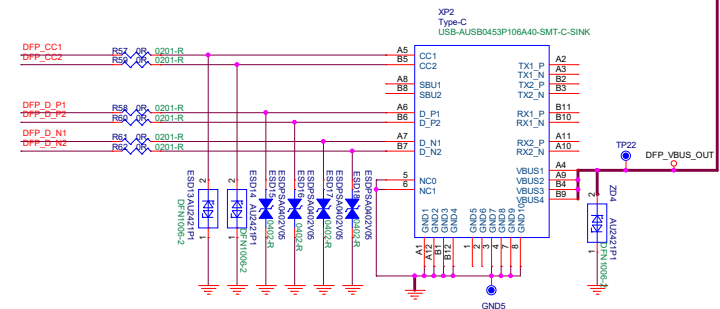 XP2
Type-C
USB-AUSB0453P106A40-SMT-C-SINK
DFP_CC1 R57 0R 0201-R A5 CC1
DFP_CC2 R59 0R 0201-R B5 CC2
A8 SBU1
B8 SBU2
DFP_D_P1 R58 0R 0201-R A6 D_P1
DFP_D_P2 R60 0R 0201-R B6 D_P2
DFP_D_N1 R61 0R 0201-R A7 D_N1
DFP_D_N2 R62 0R 0201-R B7 D_N2
5 NC0
6 NC1
TX1_P A2
TX1_N A3
TX2_P B2
TX2_N B3
RX1_P B11
RX1_N B10
RX2_P A11
RX2_N A10
VBUS1 A4
VBUS2 A9
VBUS3 B4
VBUS4 B9
TP22
DFP_VBUS_OUT
2 1 ESD13 AU2421P1 DFN1006-2
2 1 ESD14 AU2421P1 DFN1006-2
ESD15 ESDPSA0402V05 0402-R
ESD16 ESDPSA0402V05 0402-R
ESD17 ESDPSA0402V05 0402-R
ESD18 ESDPSA0402V05 0402-R
2 1 ZD4 AU2421P1 DFN1006-2
GND1 A1
GND2 A12
GND3 B1
GND4 B12
GND5 1
GND6 2
GND7 3
GND8 4
GND9 7
GND10 8
GND5